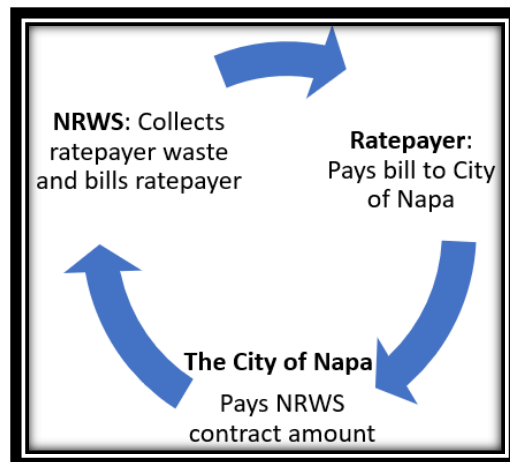 NRWS: Collects
ratepayer waste
and bills ratepayer
Ratepayer:
Pays bill to City
of Napa
The City of Napa
Pays NRWS
contract amount